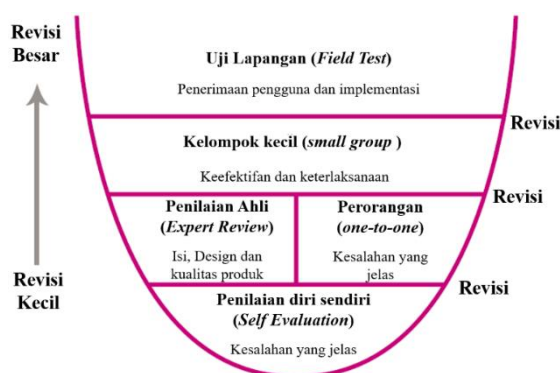 Revisi
Besar
Uji Lapangan (Field Test)
Penerimaan pengguna dan implementasi
Revisi
Kelompok kecil (small group )
Keefektifan dan keterlaksanaan
Revisi
Penilaian Ahli
(Expert Review)
Isi, Design dan
kualitas produk
Perorangan
(one-to-one)
Kesalahan yang
jelas
Revisi
Kecil
Revisi
Penilaian diri sendiri
(Self Evaluation)
Kesalahan yang jelas